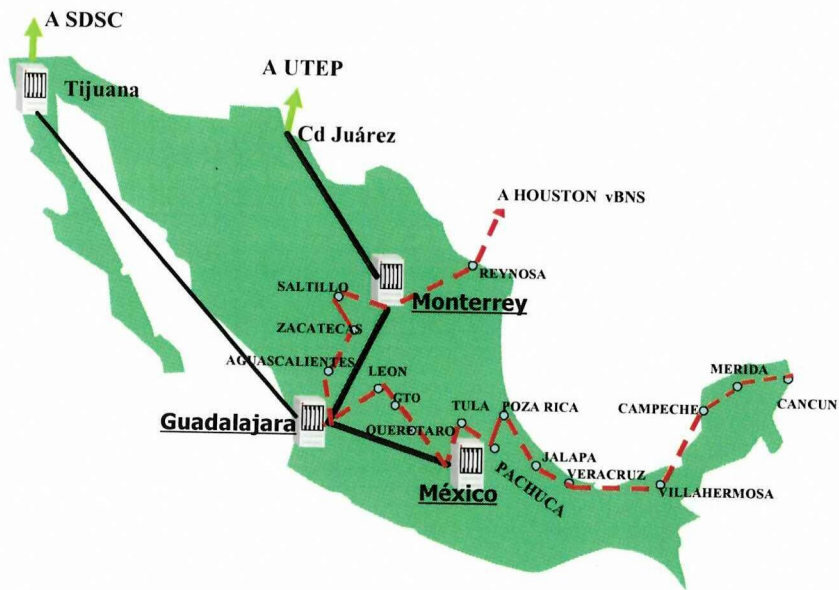 A SDSC
Tijuana
A UTEP
Cd Juárez
A HOUSTON vBNS
REYNOSA
SALTILLO
Monterrey
ZACATECAS
AGUASCALIENTES
LEON
GTO
Guadalajara
QUERETARO
TULA
POZA RICA
MERIDA
CAMPECHE
CANCUN
JALAPA
VERACRUZ
PACHUCA
México
VILLAHERMOSA